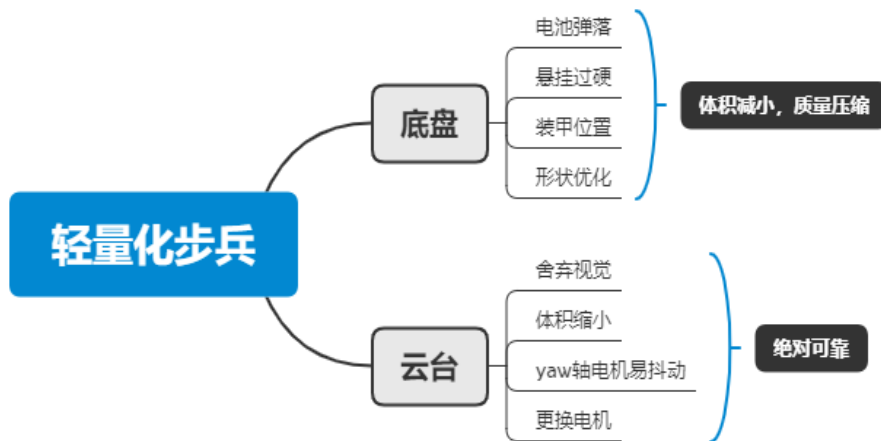 轻量化步兵
底盘
电池弹落
悬挂过硬
装甲位置
形状优化
体积减小，质量压缩
云台
舍弃视觉
体积缩小
yaw轴电机易抖动
更换电机
绝对可靠